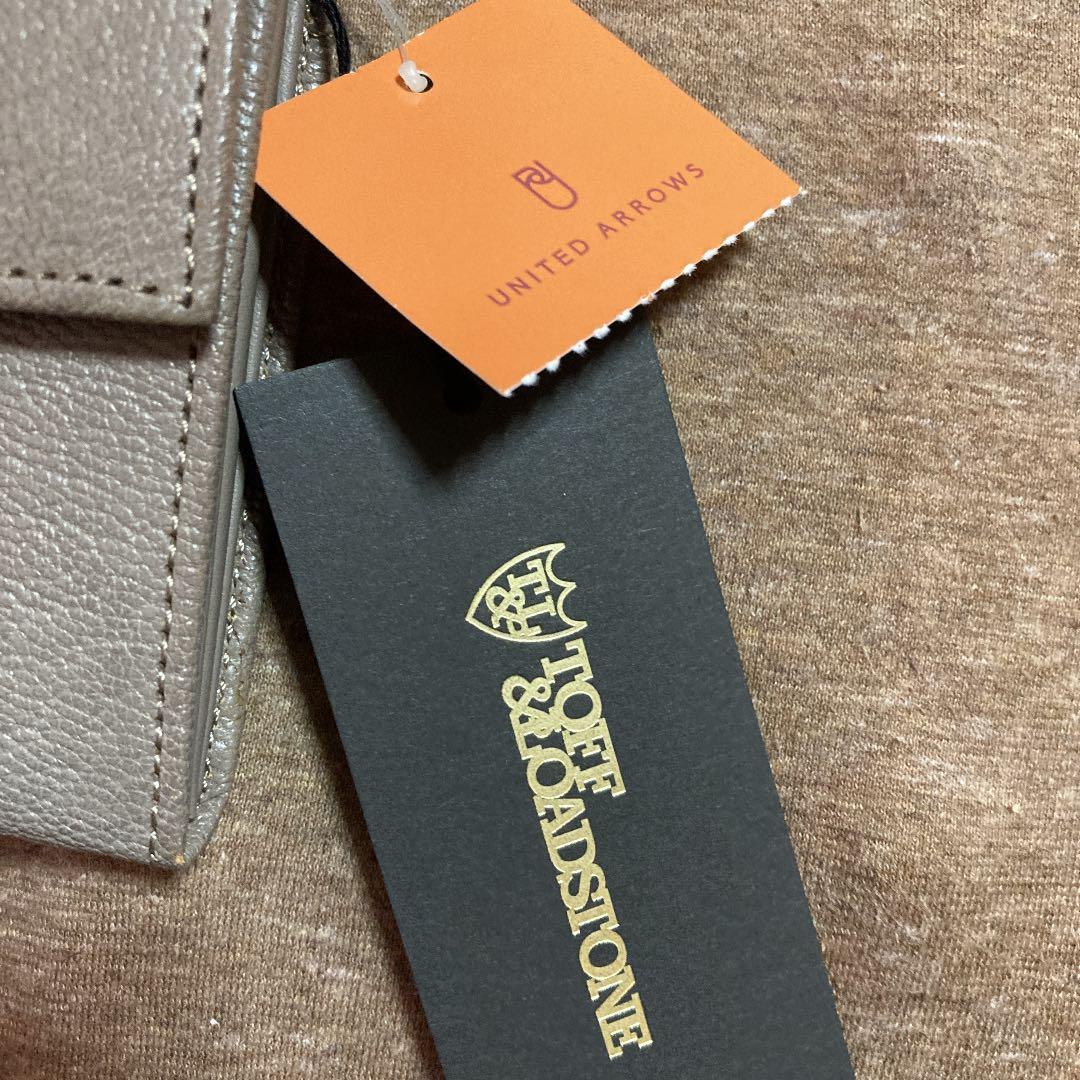 UNITED ARROWS
T&L
TOFF
&LOADSTONE